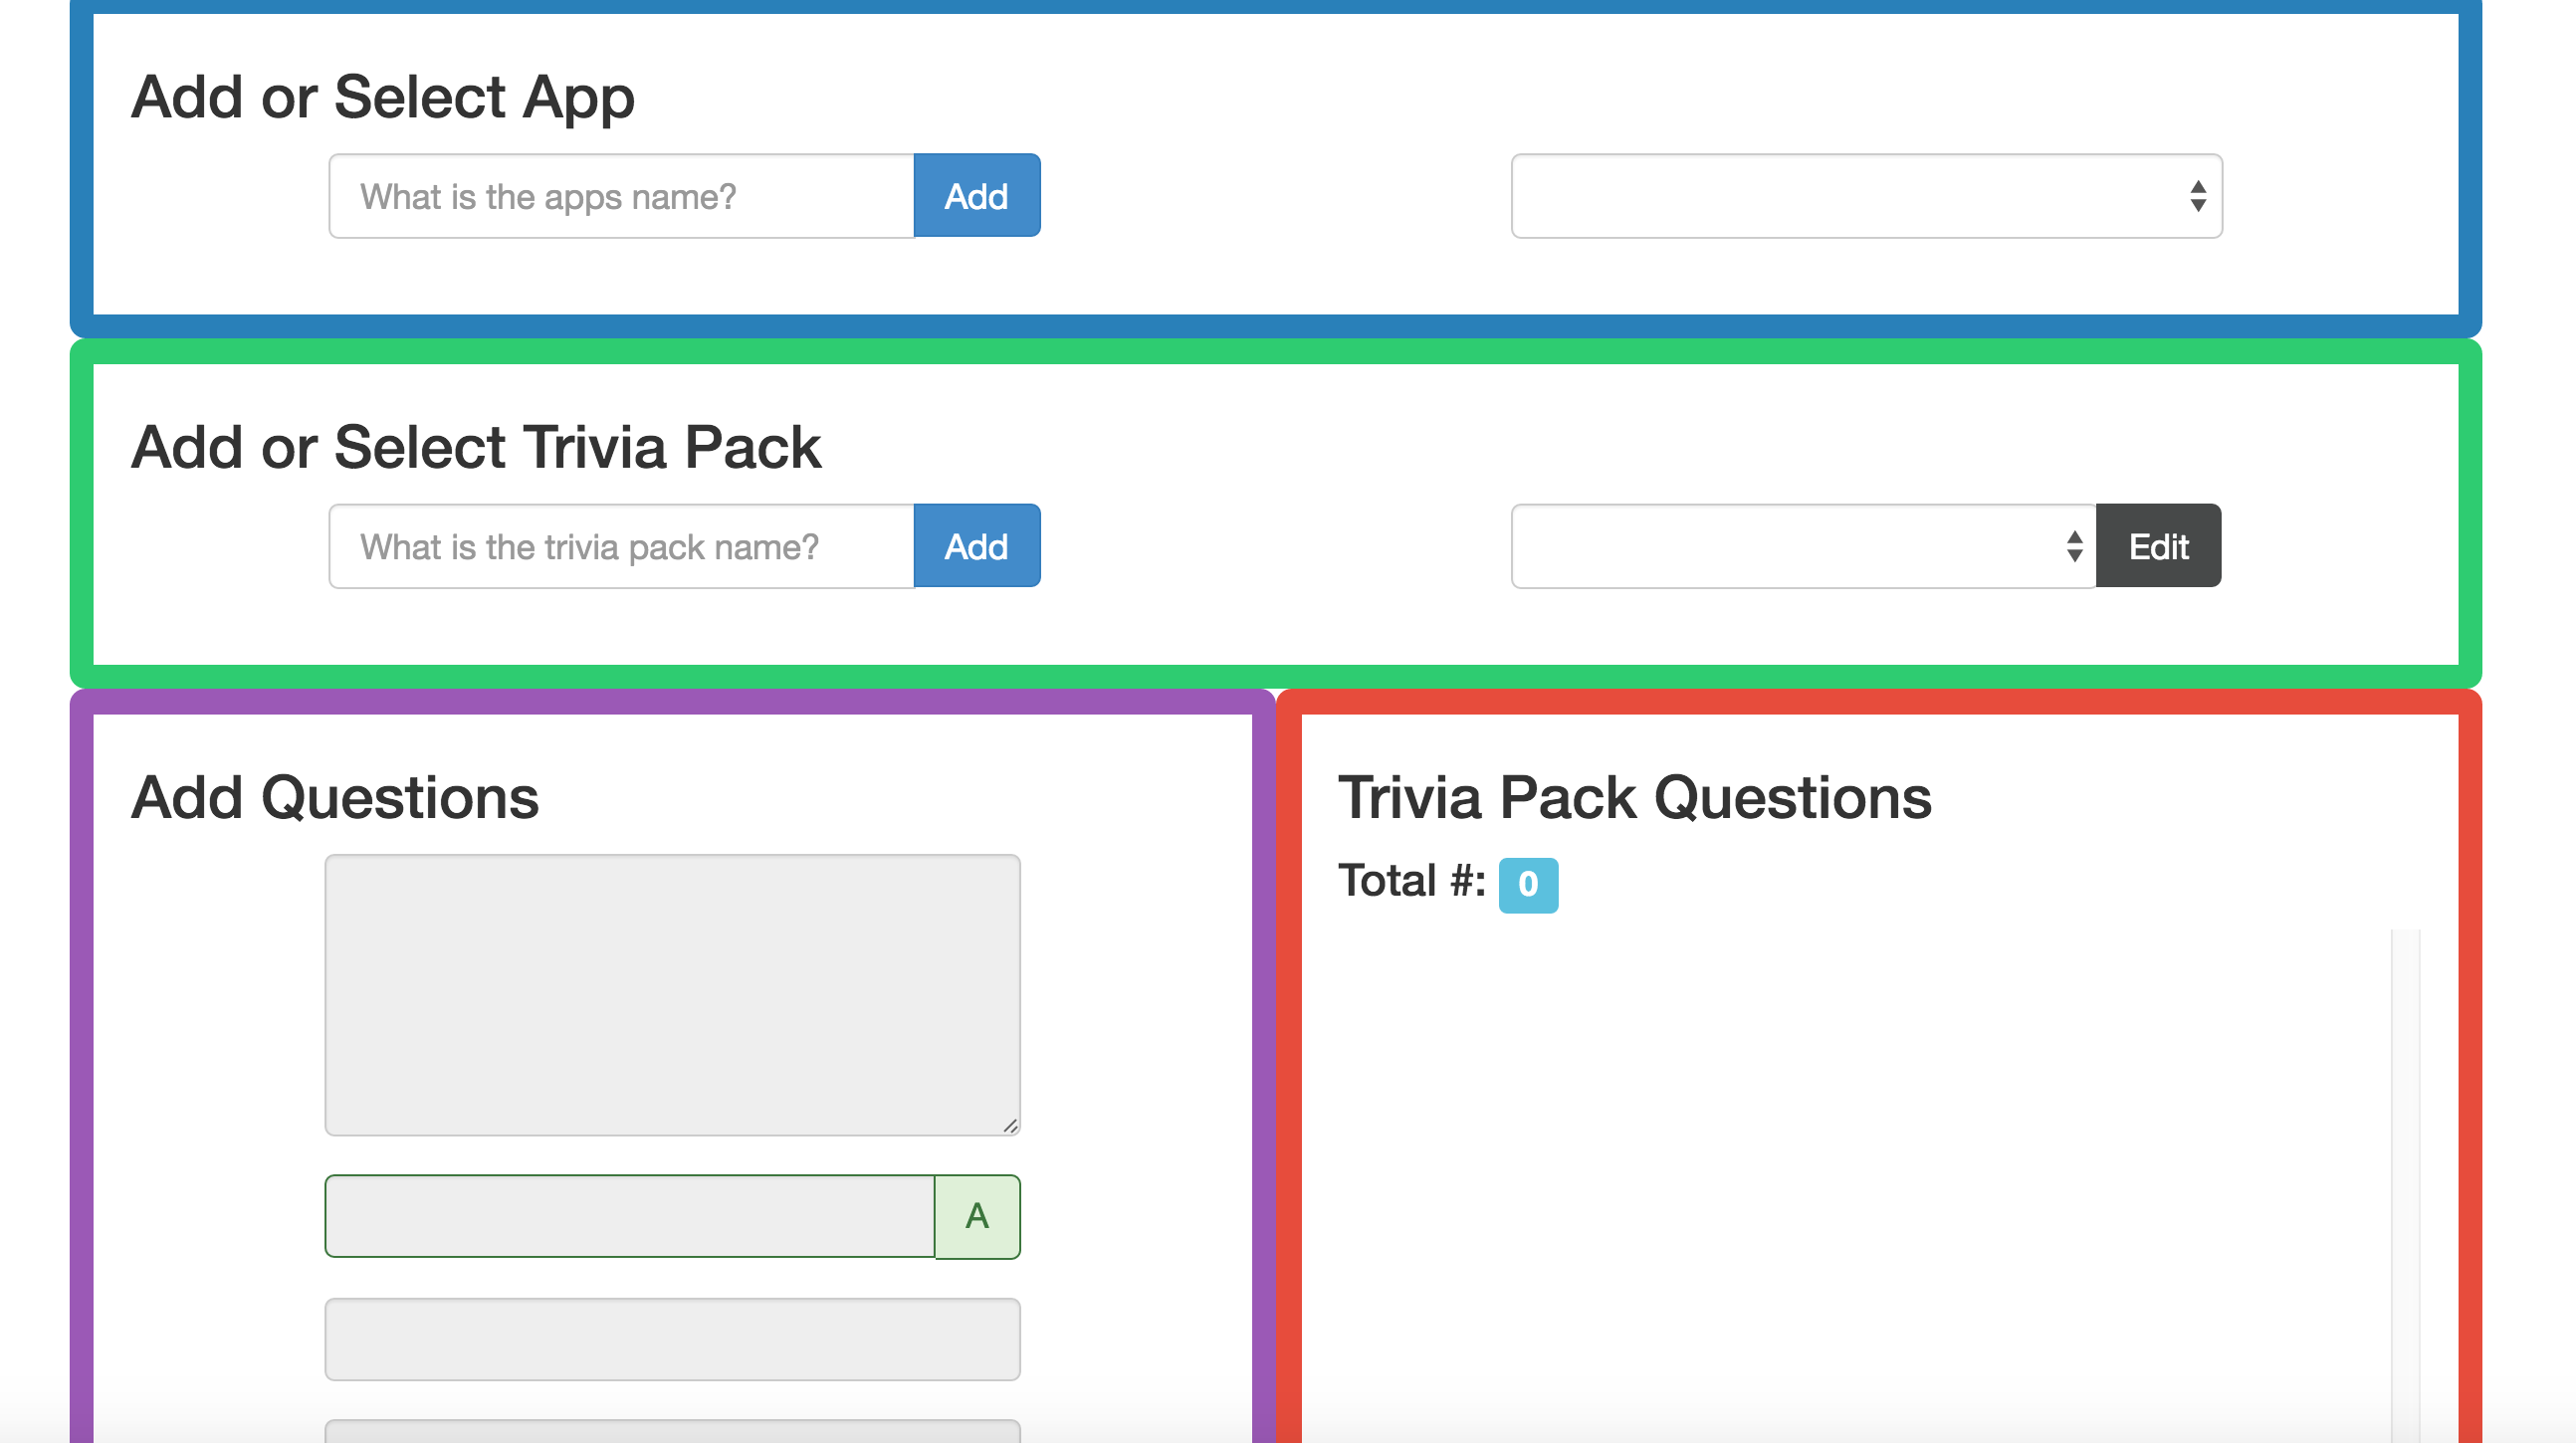 Add or Select App
What is the apps name? Add
Add or Select Trivia Pack
What is the trivia pack name? Add Edit
Add Questions
Trivia Pack Questions
Total #: 0
A